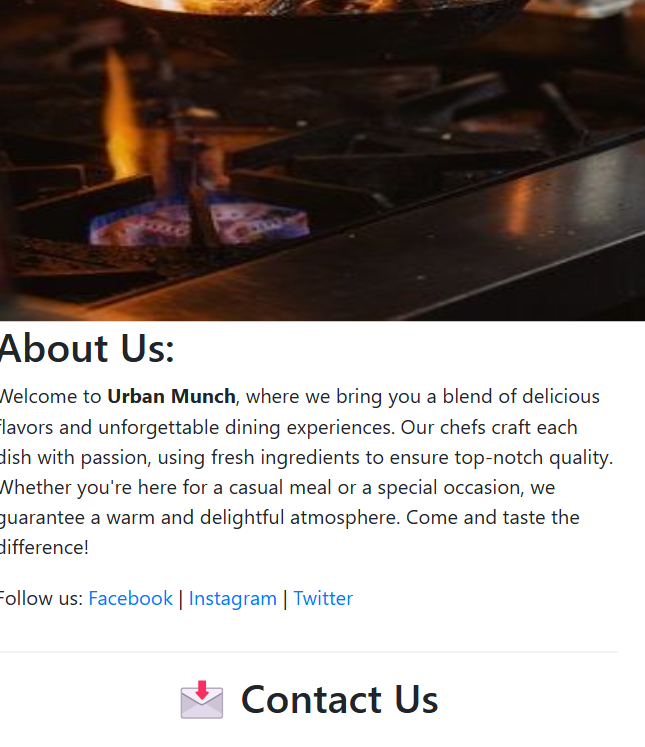 About Us:
Welcome to Urban Munch, where we bring you a blend of delicious
flavors and unforgettable dining experiences. Our chefs craft each
dish with passion, using fresh ingredients to ensure top-notch quality.
Whether you're here for a casual meal or a special occasion, we
guarantee a warm and delightful atmosphere. Come and taste the
difference!
Follow us: Facebook | Instagram | Twitter
Contact Us